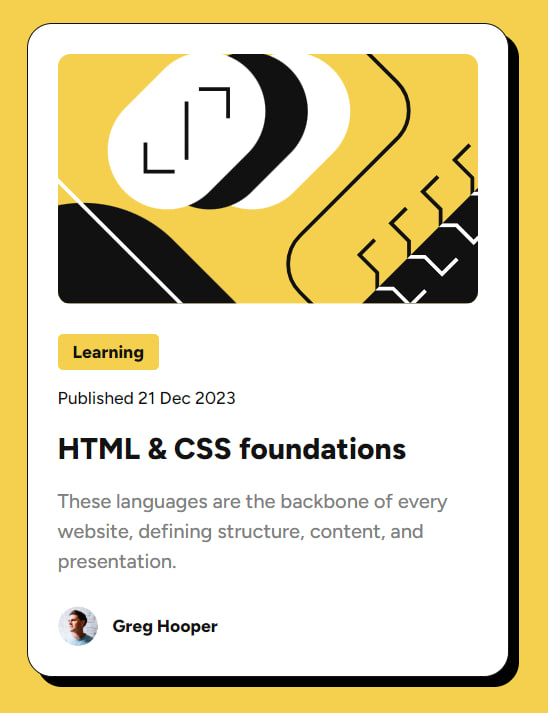 Learning
Published 21 Dec 2023
HTML & CSS foundations
These languages are the backbone of every
website, defining structure, content, and
presentation.
Greg Hooper